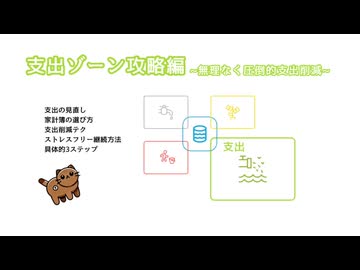 支出ゾーン攻略編 ~無理なく圧倒的支出削減~
支出の見直し
家計簿の選び方
支出削減テク
ストレスフリー継続方法
具体的3ステップ
支出